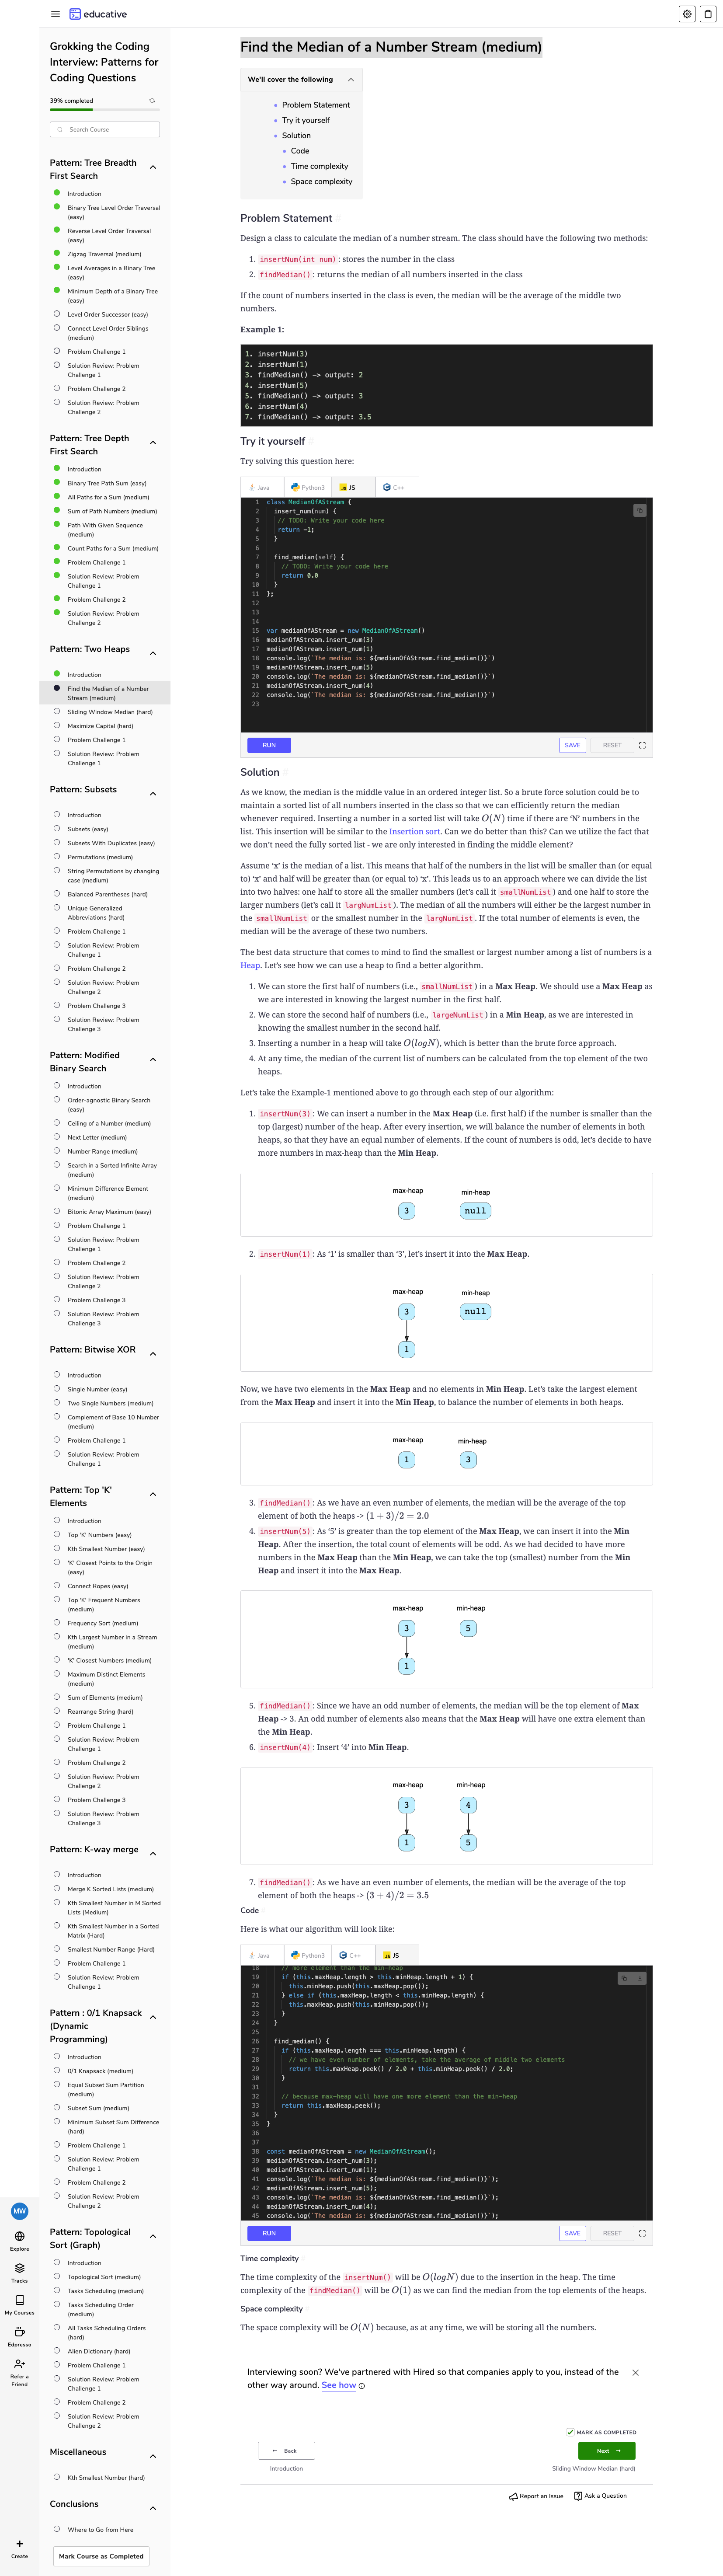 educative
Grokking the Coding
Interview: Patterns for
Coding Questions
39% completed
Search Course
Pattern: Tree Breadth
First Search
Introduction
Binary Tree Level Order Traversal
(easy)
Reverse Level Order Traversal
(easy)
Zigzag Traversal (medium)
Level Averages in a Binary Tree
(easy)
Minimum Depth of a Binary Tree
(easy)
Level Order Successor (easy)
Connect Level Order Siblings
(medium)
Problem Challenge 1
Solution Review: Problem
Challenge 1
Problem Challenge 2
Solution Review: Problem
Challenge 2
Pattern: Tree Depth
First Search
Introduction
Binary Tree Path Sum (easy)
All Paths for a Sum (medium)
Sum of Path Numbers (medium)
Path With Given Sequence
(medium)
Count Paths for a Sum (medium)
Problem Challenge 1
Solution Review: Problem
Challenge 1
Problem Challenge 2
Solution Review: Problem
Challenge 2
Pattern: Two Heaps
Introduction
Find the Median of a Number
Stream (medium)
Sliding Window Median (hard)
Maximize Capital (hard)
Problem Challenge 1
Solution Review: Problem
Challenge 1
Pattern: Subsets
Introduction
Subsets (easy)
Subsets With Duplicates (easy)
Permutations (medium)
String Permutations by changing
case (medium)
Balanced Parentheses (hard)
Unique Generalized
Abbreviations (hard)
Problem Challenge 1
Solution Review: Problem
Challenge 1
Problem Challenge 2
Solution Review: Problem
Challenge 2
Problem Challenge 3
Solution Review: Problem
Challenge 3
Pattern: Modified
Binary Search
Introduction
Order-agnostic Binary Search
(easy)
Ceiling of a Number (medium)
Next Letter (medium)
Number Range (medium)
Search in a Sorted Infinite Array
(medium)
Minimum Difference Element
(medium)
Bitonic Array Maximum (easy)
Problem Challenge 1
Solution Review: Problem
Challenge 1
Problem Challenge 2
Solution Review: Problem
Challenge 2
Problem Challenge 3
Solution Review: Problem
Challenge 3
Pattern: Bitwise XOR
Introduction
Single Number (easy)
Two Single Numbers (medium)
Complement of Base 10 Number
(medium)
Problem Challenge 1
Solution Review: Problem
Challenge 1
Pattern: Top 'K'
Elements
Introduction
Top 'K' Numbers (easy)
Kth Smallest Number (easy)
'K' Closest Points to the Origin
(easy)
Connect Ropes (easy)
Top 'K' Frequent Numbers
(medium)
Frequency Sort (medium)
Kth Largest Number in a Stream
(medium)
'K' Closest Numbers (medium)
Maximum Distinct Elements
(medium)
Sum of Elements (medium)
Rearrange String (hard)
Problem Challenge 1
Solution Review: Problem
Challenge 1
Problem Challenge 2
Solution Review: Problem
Challenge 2
Problem Challenge 3
Solution Review: Problem
Challenge 3
Pattern: K-way merge
Introduction
Merge K Sorted Lists (medium)
Kth Smallest Number in M Sorted
Lists (Medium)
Kth Smallest Number in a Sorted
Matrix (Hard)
Smallest Number Range (Hard)
Problem Challenge 1
Solution Review: Problem
Challenge 1
Pattern : 0/1 Knapsack
(Dynamic
Programming)
Introduction
0/1 Knapsack (medium)
Equal Subset Sum Partition
(medium)
Subset Sum (medium)
Minimum Subset Sum Difference
(hard)
Problem Challenge 1
Solution Review: Problem
Challenge 1
Problem Challenge 2
Solution Review: Problem
Challenge 2
Pattern: Topological
Sort (Graph)
Introduction
Topological Sort (medium)
Tasks Scheduling (medium)
Tasks Scheduling Order
(medium)
All Tasks Scheduling Orders
(hard)
Alien Dictionary (hard)
Problem Challenge 1
Solution Review: Problem
Challenge 1
Problem Challenge 2
Solution Review: Problem
Challenge 2
Miscellaneous
Kth Smallest Number (hard)
Conclusions
Where to Go from Here
Mark Course as Completed
MW
Explore
Tracks
My Courses
Edpresso
Refer a
Friend
Create
Find the Median of a Number Stream (medium)
We'll cover the following
Problem Statement
Try it yourself
Solution
Code
Time complexity
Space complexity
Problem Statement
Design a class to calculate the median of a number stream. The class should have the following two methods:
1. insertNum(int num) : stores the number in the class
2. findMedian() : returns the median of all numbers inserted in the class
If the count of numbers inserted in the class is even, the median will be the average of the middle two
numbers.
Example 1:
1. insertNum(3)
2. insertNum(1)
3. findMedian() -> output: 2
4. insertNum(5)
5. findMedian() -> output: 3
6. insertNum(4)
7. findMedian() -> output: 3.5
Try it yourself
Try solving this question here:
Java Python3 JS C++
1 class MedianOfAStream {
2 insert_num(num) {
3 // TODO: Write your code here
4 return -1;
5 }
6
7 find_median(self) {
8 // TODO: Write your code here
9 return 0.0
10 }
11 };
12
13
14
15 var medianOfAStream = new MedianOfAStream()
16 medianOfAStream.insert_num(3)
17 medianOfAStream.insert_num(1)
18 console.log(`The median is: ${medianOfAStream.find_median()}`)
19 medianOfAStream.insert_num(5)
20 console.log(`The median is: ${medianOfAStream.find_median()}`)
21 medianOfAStream.insert_num(4)
22 console.log(`The median is: ${medianOfAStream.find_median()}`)
23
RUN SAVE RESET
Solution
As we know, the median is the middle value in an ordered integer list. So a brute force solution could be to
maintain a sorted list of all numbers inserted in the class so that we can efficiently return the median
whenever required. Inserting a number in a sorted list will take O(N) time if there are ‘N’ numbers in the
list. This insertion will be similar to the Insertion sort. Can we do better than this? Can we utilize the fact that
we don’t need the fully sorted list - we are only interested in finding the middle element?
Assume ‘x’ is the median of a list. This means that half of the numbers in the list will be smaller than (or equal
to) ‘x’ and half will be greater than (or equal to) ‘x’. This leads us to an approach where we can divide the list
into two halves: one half to store all the smaller numbers (let’s call it smallNumList ) and one half to store the
larger numbers (let’s call it largNumList ). The median of all the numbers will either be the largest number in
the smallNumList or the smallest number in the largNumList . If the total number of elements is even, the
median will be the average of these two numbers.
The best data structure that comes to mind to find the smallest or largest number among a list of numbers is a
Heap. Let’s see how we can use a heap to find a better algorithm.
1. We can store the first half of numbers (i.e., smallNumList ) in a Max Heap. We should use a Max Heap as
we are interested in knowing the largest number in the first half.
2. We can store the second half of numbers (i.e., largeNumList ) in a Min Heap, as we are interested in
knowing the smallest number in the second half.
3. Inserting a number in a heap will take O(logN), which is better than the brute force approach.
4. At any time, the median of the current list of numbers can be calculated from the top element of the two
heaps.
Let’s take the Example-1 mentioned above to go through each step of our algorithm:
1. insertNum(3) : We can insert a number in the Max Heap (i.e. first half) if the number is smaller than the
top (largest) number of the heap. After every insertion, we will balance the number of elements in both
heaps, so that they have an equal number of elements. If the count of numbers is odd, let’s decide to have
more numbers in max-heap than the Min Heap.
max-heap min-heap
3 null
2. insertNum(1) : As ‘1’ is smaller than ‘3’, let’s insert it into the Max Heap.
max-heap min-heap
3 null
1
Now, we have two elements in the Max Heap and no elements in Min Heap. Let’s take the largest element
from the Max Heap and insert it into the Min Heap, to balance the number of elements in both heaps.
max-heap min-heap
1 3
3. findMedian() : As we have an even number of elements, the median will be the average of the top
element of both the heaps -> (1 + 3)/2 = 2.0
4. insertNum(5) : As ‘5’ is greater than the top element of the Max Heap, we can insert it into the Min
Heap. After the insertion, the total count of elements will be odd. As we had decided to have more
numbers in the Max Heap than the Min Heap, we can take the top (smallest) number from the Min
Heap and insert it into the Max Heap.
max-heap min-heap
3 5
1
5. findMedian() : Since we have an odd number of elements, the median will be the top element of Max
Heap -> 3. An odd number of elements also means that the Max Heap will have one extra element than
the Min Heap.
6. insertNum(4) : Insert ‘4’ into Min Heap.
max-heap min-heap
3 4
1 5
7. findMedian() : As we have an even number of elements, the median will be the average of the top
element of both the heaps -> (3 + 4)/2 = 3.5
Code
Here is what our algorithm will look like:
Java Python3 C++ JS
18 // more element than the min-heap
19 if (this.maxHeap.length > this.minHeap.length + 1) {
20 this.minHeap.push(this.maxHeap.pop());
21 } else if (this.maxHeap.length < this.minHeap.length) {
22 this.maxHeap.push(this.minHeap.pop());
23 }
24 }
25
26 find_median() {
27 if (this.maxHeap.length === this.minHeap.length) {
28 // we have even number of elements, take the average of middle two elements
29 return this.maxHeap.peek() / 2.0 + this.minHeap.peek() / 2.0;
30 }
31
32 // because max-heap will have one more element than the min-heap
33 return this.maxHeap.peek();
34 }
35 }
36
37
38 const medianOfAStream = new MedianOfAStream();
39 medianOfAStream.insert_num(3);
40 medianOfAStream.insert_num(1);
41 console.log(`The median is: ${medianOfAStream.find_median()}`);
42 medianOfAStream.insert_num(5);
43 console.log(`The median is: ${medianOfAStream.find_median()}`);
44 medianOfAStream.insert_num(4);
45 console.log(`The median is: ${medianOfAStream.find_median()}`);
RUN SAVE RESET
Time complexity
The time complexity of the insertNum() will be O(logN) due to the insertion in the heap. The time
complexity of the findMedian() will be O(1) as we can find the median from the top elements of the heaps.
Space complexity
The space complexity will be O(N) because, as at any time, we will be storing all the numbers.
Interviewing soon? We've partnered with Hired so that companies apply to you, instead of the
other way around. See how
MARK AS COMPLETED
← Back Next →
Introduction Sliding Window Median (hard)
Report an Issue Ask a Question